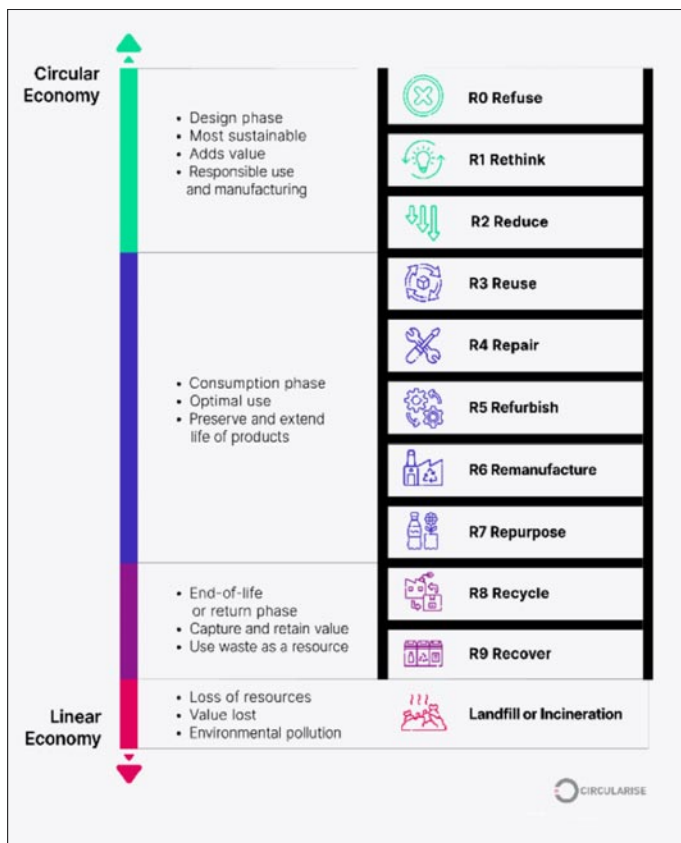 Circular
Economy
• Design phase
• Most sustainable
• Adds value
• Responsible use
and manufacturing
R0 Refuse
R1 Rethink
R2 Reduce
• Consumption phase
• Optimal use
• Preserve and extend
life of products
R3 Reuse
R4 Repair
R5 Refurbish
R6 Remanufacture
R7 Repurpose
• End-of-life
or return phase
• Capture and retain value
• Use waste as a resource
R8 Recycle
R9 Recover
Linear
Economy
• Loss of resources
• Value lost
• Environmental pollution
Landfill or Incineration
CIRCULARISE